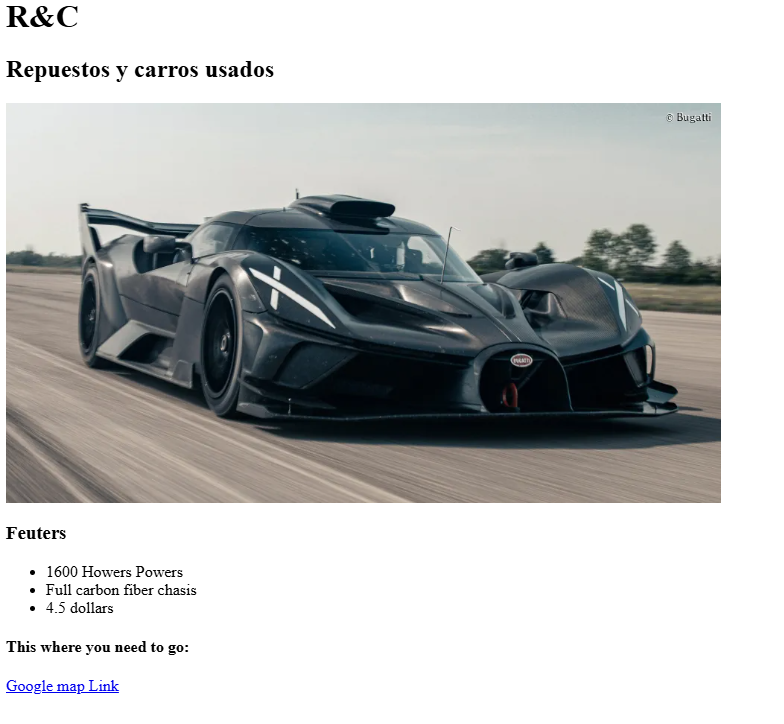 R&C
Repuestos y carros usados
© Bugatti
BUGATTI
Feuters
1600 Howers Powers
Full carbon fiber chasis
4.5 dollars
This where you need to go:
Google map Link